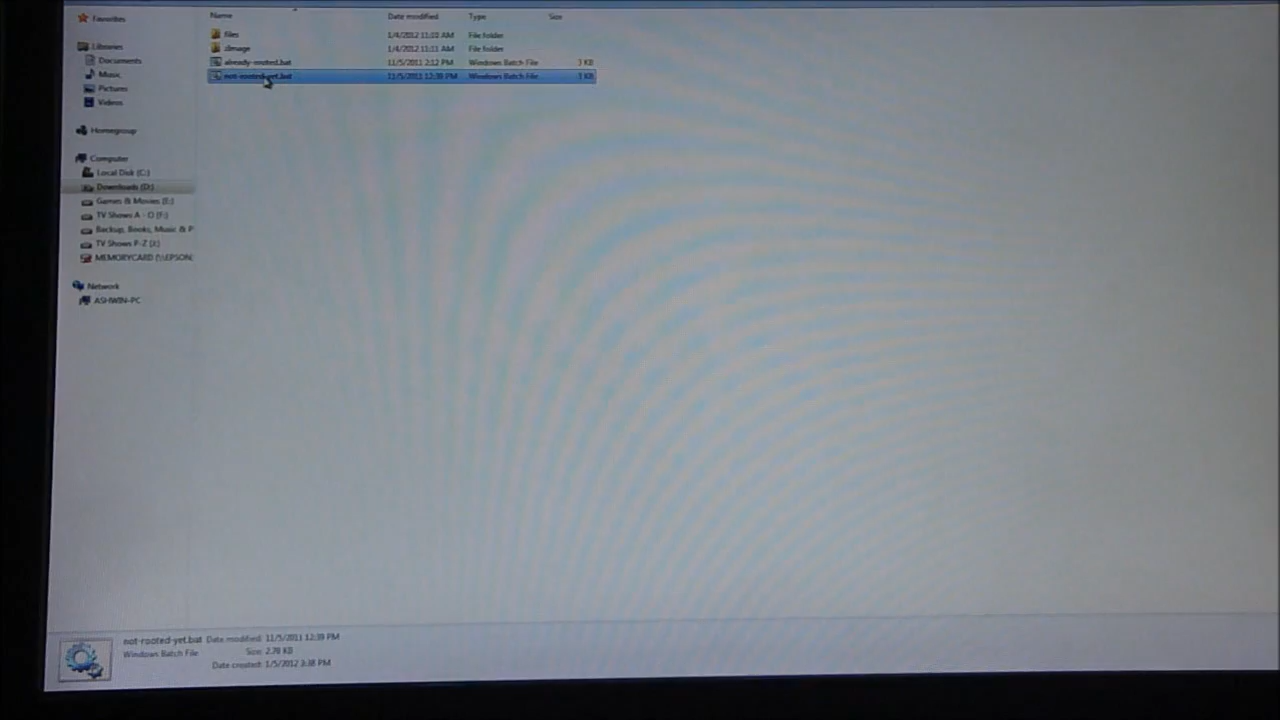 Name Date modified Type Size
Favorites
files 1/4/2012 11:10 AM File folder
zImage 1/4/2012 11:11 AM File folder
Libraries
already-rooted.bat 11/5/2011 2:12 PM Windows Batch File 3 KB
Documents
not-rooted-yet.bat 11/5/2011 12:39 PM Windows Batch File 3 KB
Music
Pictures
Videos
Homegroup
Computer
Local Disk (C:)
Downloads (D:)
Games & Movies (E:)
TV Shows A - O (F:)
Backup, Books, Music & P
TV Shows P-Z (J:)
MEMORYCARD (\\EPSON:
Network
ASHWIN-PC
not-rooted-yet.bat Date modified: 11/5/2011 12:39 PM
Windows Batch File Size: 2.78 KB
Date created: 1/5/2012 3:38 PM